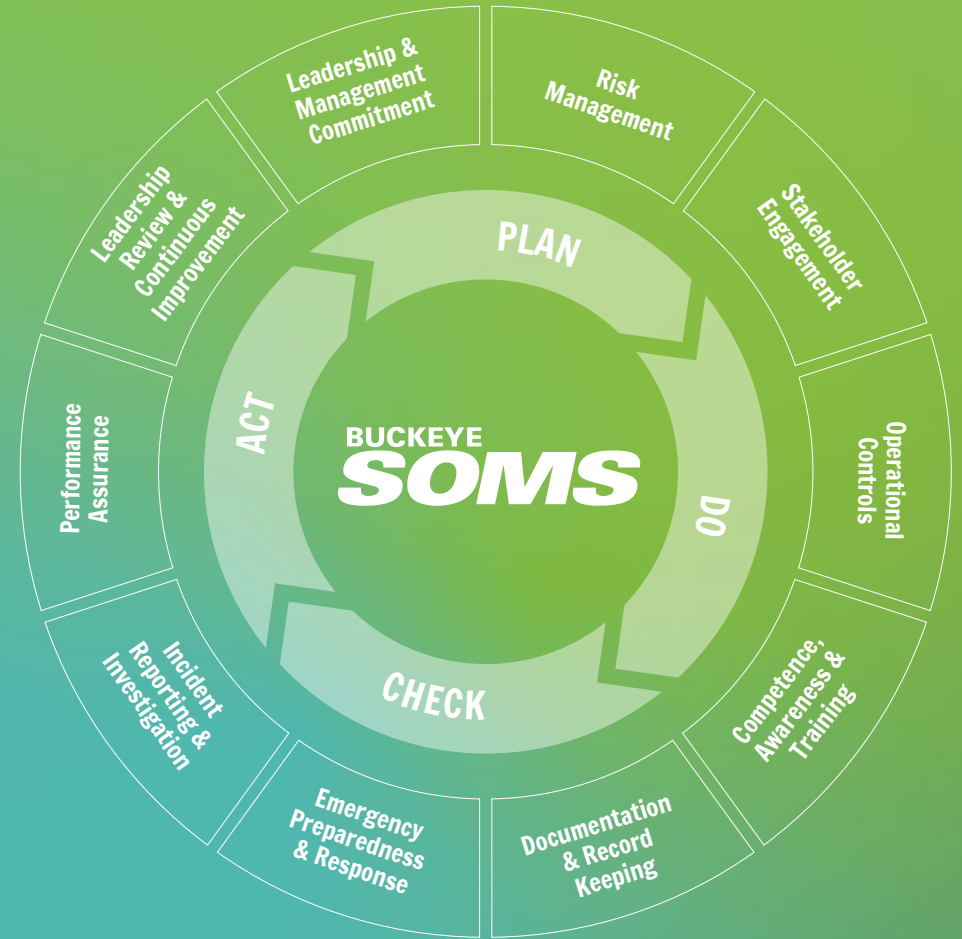 Leadership &
Management
Commitment
Risk
Management
Stakeholder
Engagement
Operational
Controls
Competence,
Awareness &
Training
Documentation
& Record
Keeping
Emergency
Preparedness
& Response
Incident
Reporting &
Investigation
Performance
Assurance
Leadership
Review &
Continuous
Improvement
PLAN
DO
CHECK
ACT
BUCKEYE
SOMS